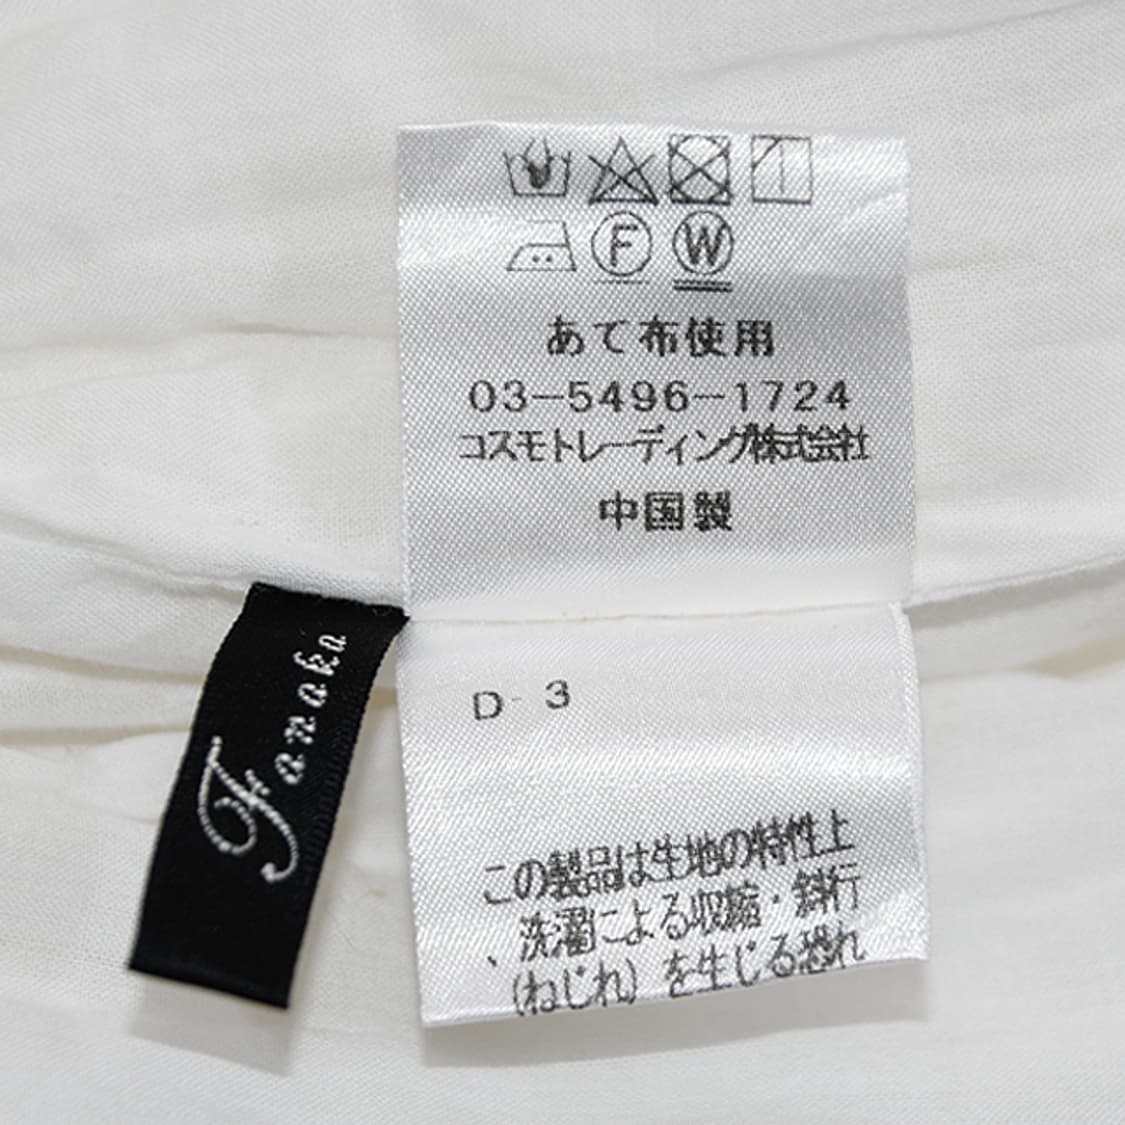 F
W
あて布使用
03-5496-1724
コスモトレーディング株式会社
中国製
Fanaka
D- 3
この製品は生地の特性上
、洗濯による収縮・斜行
(ねじれ)を生じる恐れ